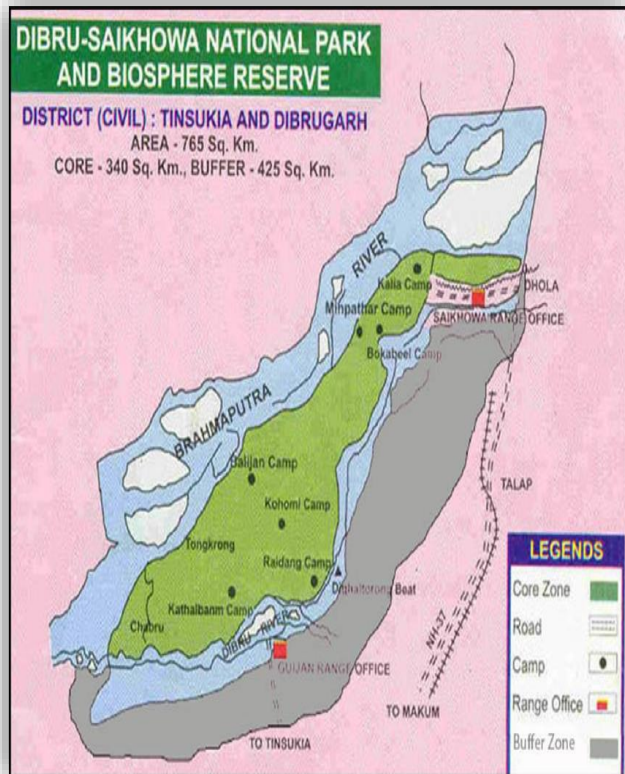 DIBRU-SAIKHOWA NATIONAL PARK
AND BIOSPHERE RESERVE
DISTRICT (CIVIL) : TINSUKIA AND DIBRUGARH
AREA - 765 Sq. Km.
CORE - 340 Sq. Km., BUFFER - 425 Sq. Km.
RIVER
Kalia Camp
DHOLA
Mihpathar Camp
SAIKHOWA RANGE OFFICE
Bokabeel Camp
BRAHMAPUTRA
Balijan Camp
TALAP
Kohomi Camp
Tongkrong
LEGENDS
Raidang Camp
Core Zone
Dighaltorong Beat
Kathalbanm Camp
Road
Chabru
DIBRU RIVER
NH-37
Camp
GUIJAN RANGE OFFICE
Range Office
TO MAKUM
TO TINSUKIA
Buffer Zone